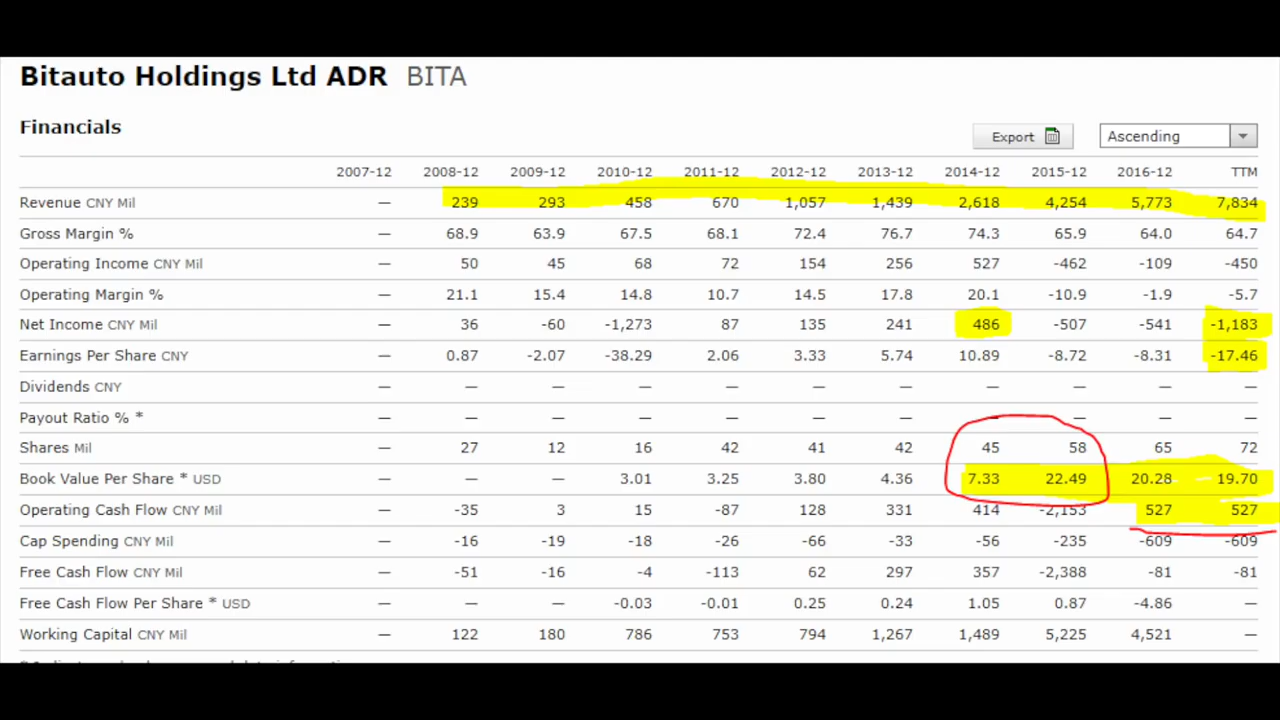 Bitauto Holdings Ltd ADR BITA
Financials
Export Ascending
2007-12 2008-12 2009-12 2010-12 2011-12 2012-12 2013-12 2014-12 2015-12 2016-12 TTM
Revenue CNY Mil — 239 293 458 670 1,057 1,439 2,618 4,254 5,773 7,834
Gross Margin % — 68.9 63.9 67.5 68.1 72.4 76.7 74.3 65.9 64.0 64.7
Operating Income CNY Mil — 50 45 68 72 154 256 527 -462 -109 -450
Operating Margin % — 21.1 15.4 14.8 10.7 14.5 17.8 20.1 -10.9 -1.9 -5.7
Net Income CNY Mil — 36 -60 -1,273 87 135 241 486 -507 -541 -1,183
Earnings Per Share CNY — 0.87 -2.07 -38.29 2.06 3.33 5.74 10.89 -8.72 -8.31 -17.46
Dividends CNY — — — — — — — — — — —
Payout Ratio % * — — — — — — — — — — —
Shares Mil — 27 12 16 42 41 42 45 58 65 72
Book Value Per Share * USD — — — 3.01 3.25 3.80 4.36 7.33 22.49 20.28 19.70
Operating Cash Flow CNY Mil — -35 3 15 -87 128 331 414 -2,153 527 527
Cap Spending CNY Mil — -16 -19 -18 -26 -66 -33 -56 -235 -609 -609
Free Cash Flow CNY Mil — -51 -16 -4 -113 62 297 357 -2,388 -81 -81
Free Cash Flow Per Share * USD — — — -0.03 -0.01 0.25 0.24 1.05 0.87 -4.86 —
Working Capital CNY Mil — 122 180 786 753 794 1,267 1,489 5,225 4,521 —